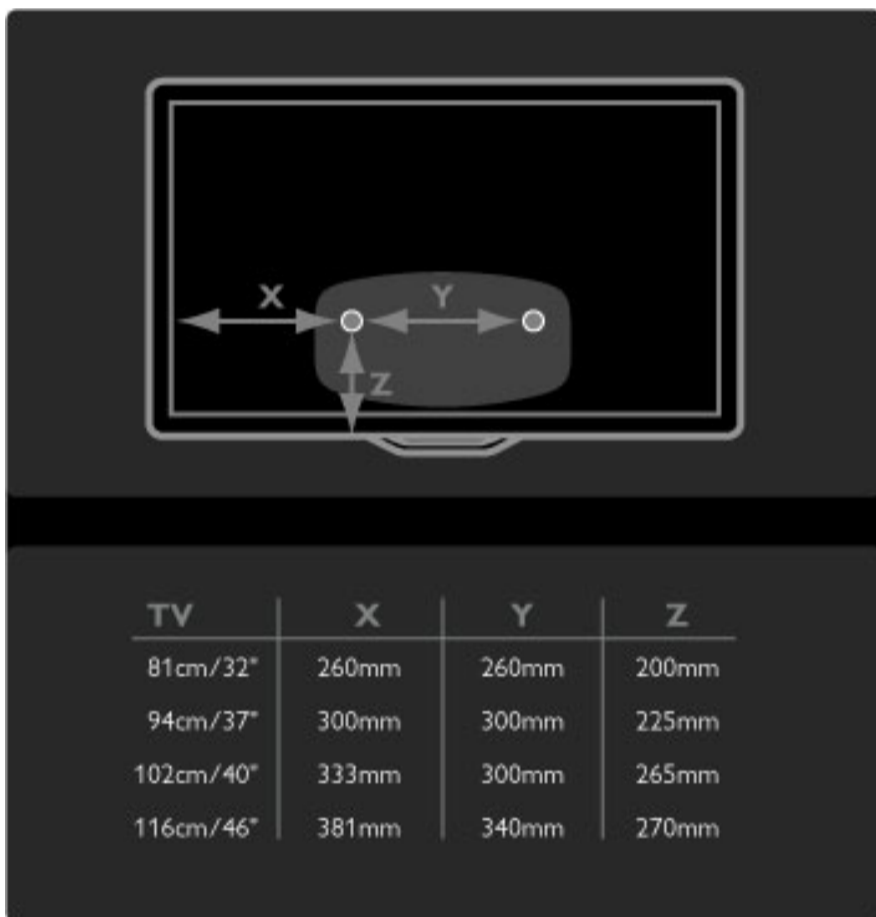 X Y
Z
TV X Y Z
81cm/32" 260mm 260mm 200mm
94cm/37" 300mm 300mm 225mm
102cm/40" 333mm 300mm 265mm
116cm/46" 381mm 340mm 270mm